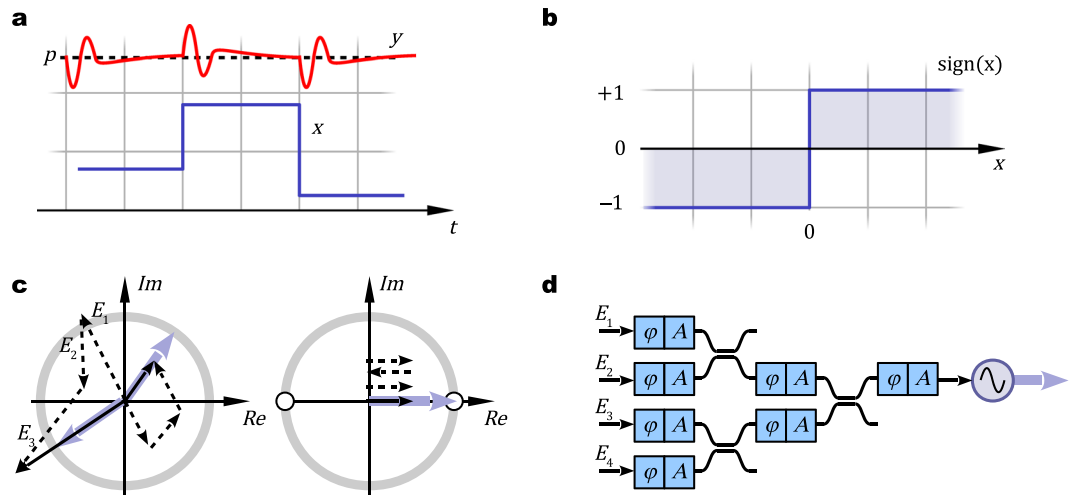 a
p
y
x
t
b
sign(x)
+1
0
−1
x
0
c
Im
E1
E2
E3
Re
Im
Re
d
E1 φ A
E2 φ A φ A φ A
E3 φ A φ A
E4 φ A